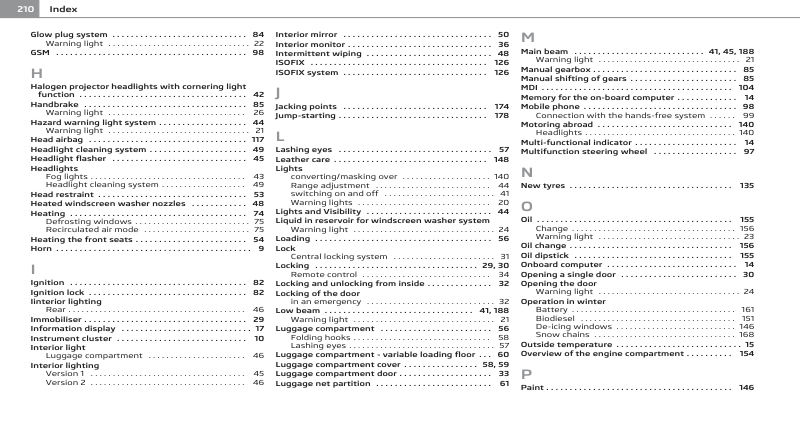 210 Index
Glow plug system . . . 84
Warning light . . . 22
GSM . . . 98
H
Halogen projector headlights with cornering light
function . . . 42
Handbrake . . . 85
Warning light . . . 26
Hazard warning light system . . . 44
Warning light . . . 21
Head airbag . . . 117
Headlight cleaning system . . . 49
Headlight flasher . . . 45
Headlights
Fog lights . . . 43
Headlight cleaning system . . . 49
Head restraint . . . 53
Heated windscreen washer nozzles . . . 48
Heating . . . 74
Defrosting windows . . . 75
Recirculated air mode . . . 75
Heating the front seats . . . 54
Horn . . . 9
I
Ignition . . . 82
Ignition lock . . . 82
Iinterior lighting
Rear . . . 46
Immobiliser . . . 29
Information display . . . 17
Instrument cluster . . . 10
Interior light
Luggage compartment . . . 46
Interior lighting
Version 1 . . . 45
Version 2 . . . 46
Interior mirror . . . 50
Interior monitor . . . 36
Intermittent wiping . . . 48
ISOFIX . . . 126
ISOFIX system . . . 126
J
Jacking points . . . 174
Jump-starting . . . 178
L
Lashing eyes . . . 57
Leather care . . . 148
Lights
converting/masking over . . . 140
Range adjustment . . . 44
switching on and off . . . 41
Warning lights . . . 20
Lights and Visibility . . . 44
Liquid in reservoir for windscreen washer system
Warning light . . . 24
Loading . . . 56
Lock
Central locking system . . . 31
Locking . . . 29, 30
Remote control . . . 34
Locking and unlocking from inside . . . 32
Locking of the door
in an emergency . . . 32
Low beam . . . 41, 188
Warning light . . . 21
Luggage compartment . . . 56
Folding hooks . . . 58
Lashing eyes . . . 57
Luggage compartment - variable loading floor . . . 60
Luggage compartment cover . . . 58, 59
Luggage compartment door . . . 33
Luggage net partition . . . 61
M
Main beam . . . 41, 45, 188
Warning light . . . 21
Manual gearbox . . . 85
Manual shifting of gears . . . 85
MDI . . . 104
Memory for the on-board computer . . . 14
Mobile phone . . . 98
Connection with the hands-free system . . . 99
Motoring abroad . . . 140
Headlights . . . 140
Multi-functional indicator . . . 14
Multifunction steering wheel . . . 97
N
New tyres . . . 135
O
Oil . . . 155
Change . . . 156
Warning light . . . 23
Oil change . . . 156
Oil dipstick . . . 155
Onboard computer . . . 14
Opening a single door . . . 30
Opening the door
Warning light . . . 24
Operation in winter
Battery . . . 161
Biodiesel . . . 151
De-icing windows . . . 146
Snow chains . . . 168
Outside temperature . . . 15
Overview of the engine compartment . . . 154
P
Paint . . . 146